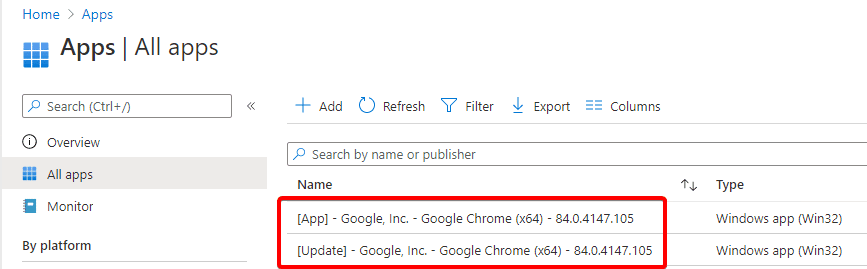 Home > Apps
Apps | All apps
Search (Ctrl+/)
«
Add
Refresh
Filter
Export
Columns
Overview
All apps
Monitor
By platform
Search by name or publisher
Name ↑↓ Type
[App] - Google, Inc. - Google Chrome (x64) - 84.0.4147.105 Windows app (Win32)
[Update] - Google, Inc. - Google Chrome (x64) - 84.0.4147.105 Windows app (Win32)